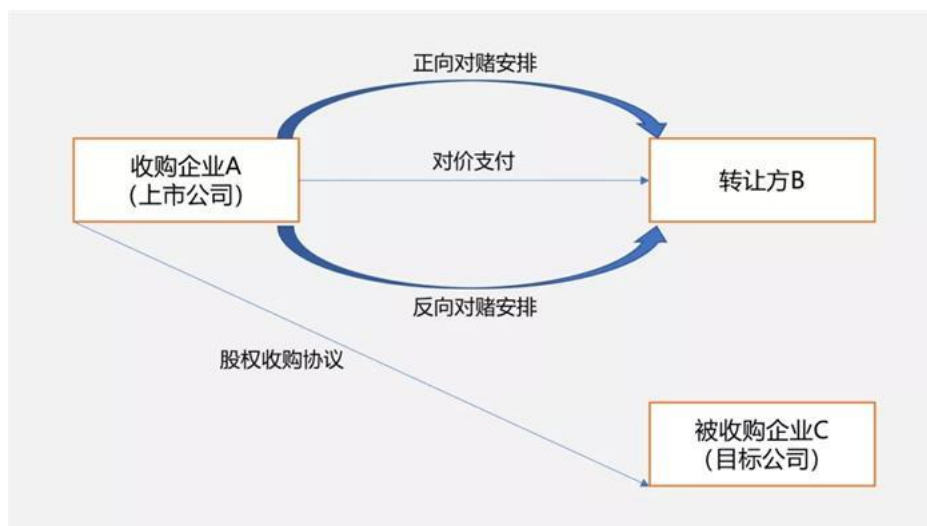 正向对赌安排
收购企业A
（上市公司）
对价支付
转让方B
反向对赌安排
股权收购协议
被收购企业C
（目标公司）